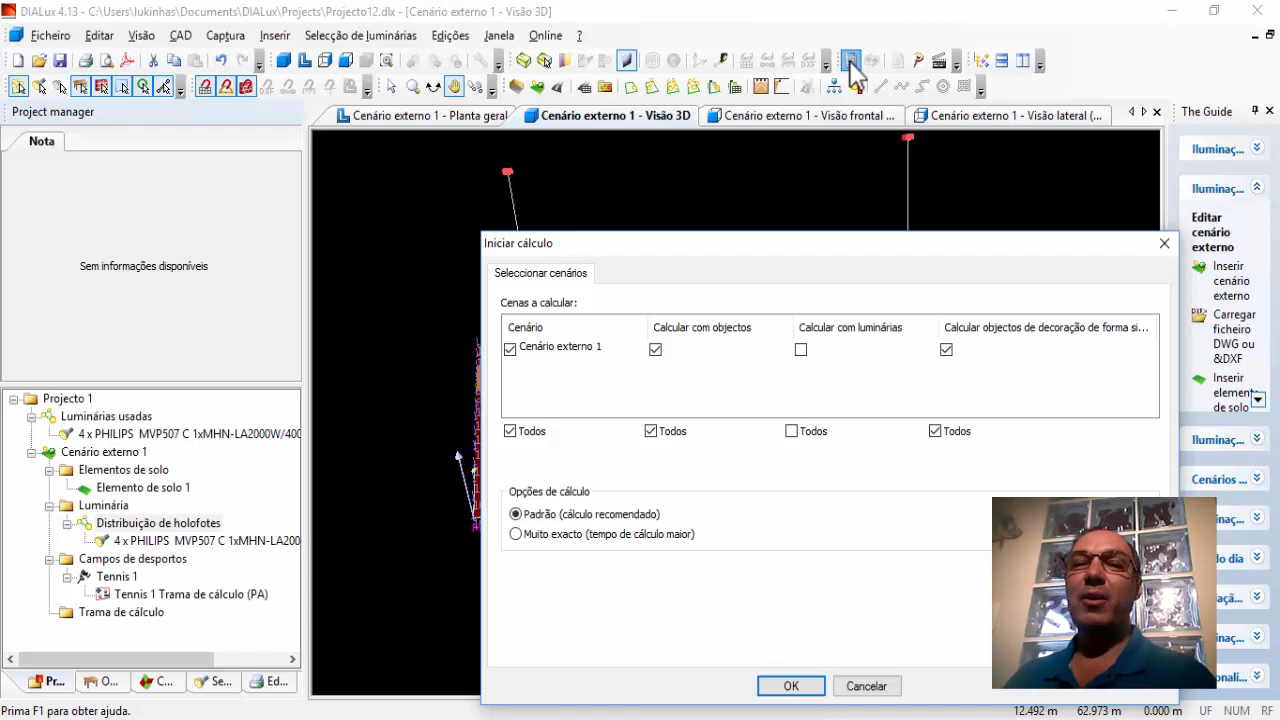 DIALux 4.13 - C:\Users\lukinhas\Documents\DIALux\Projects\Projecto12.dlx - [Cenário externo 1 - Visão 3D]
Ficheiro Editar Visão CAD Captura Inserir Selecção de luminárias Edições Janela Online ?
Project manager
Cenário externo 1 - Planta geral
Cenário externo 1 - Visão 3D
Cenário externo 1 - Visão frontal ...
Cenário externo 1 - Visão lateral (...
The Guide
Nota
Sem informações disponíveis
Iluminaç...
Iluminaç...
Editar
cenário
externo
Inserir
cenário
externo
Carregar
ficheiro
DWG ou
&DXF
Inserir
elemen
de solo
Iluminaç...
Cenários ...
Iniciar cálculo
Seleccionar cenários
Cenas a calcular:
Cenário Calcular com objectos Calcular com luminárias Calcular objectos de decoração de forma si...
Cenário externo 1
Todos Todos Todos Todos
Opções de cálculo
Padrão (cálculo recomendado)
Muito exacto (tempo de cálculo maior)
OK Cancelar
Projecto 1
Luminárias usadas
4 x PHILIPS MVP507 C 1xMHN-LA2000W/400
Cenário externo 1
Elementos de solo
Elemento de solo 1
Luminária
Distribuição de holofotes
4 x PHILIPS MVP507 C 1xMHN-LA200
Campos de desportos
Tennis 1
Tennis 1 Trama de cálculo (PA)
Trama de cálculo
Pr... O... C... Se... Ed...
Prima F1 para obter ajuda.
12.492 m 62.973 m 0.000 m UF NUM RF